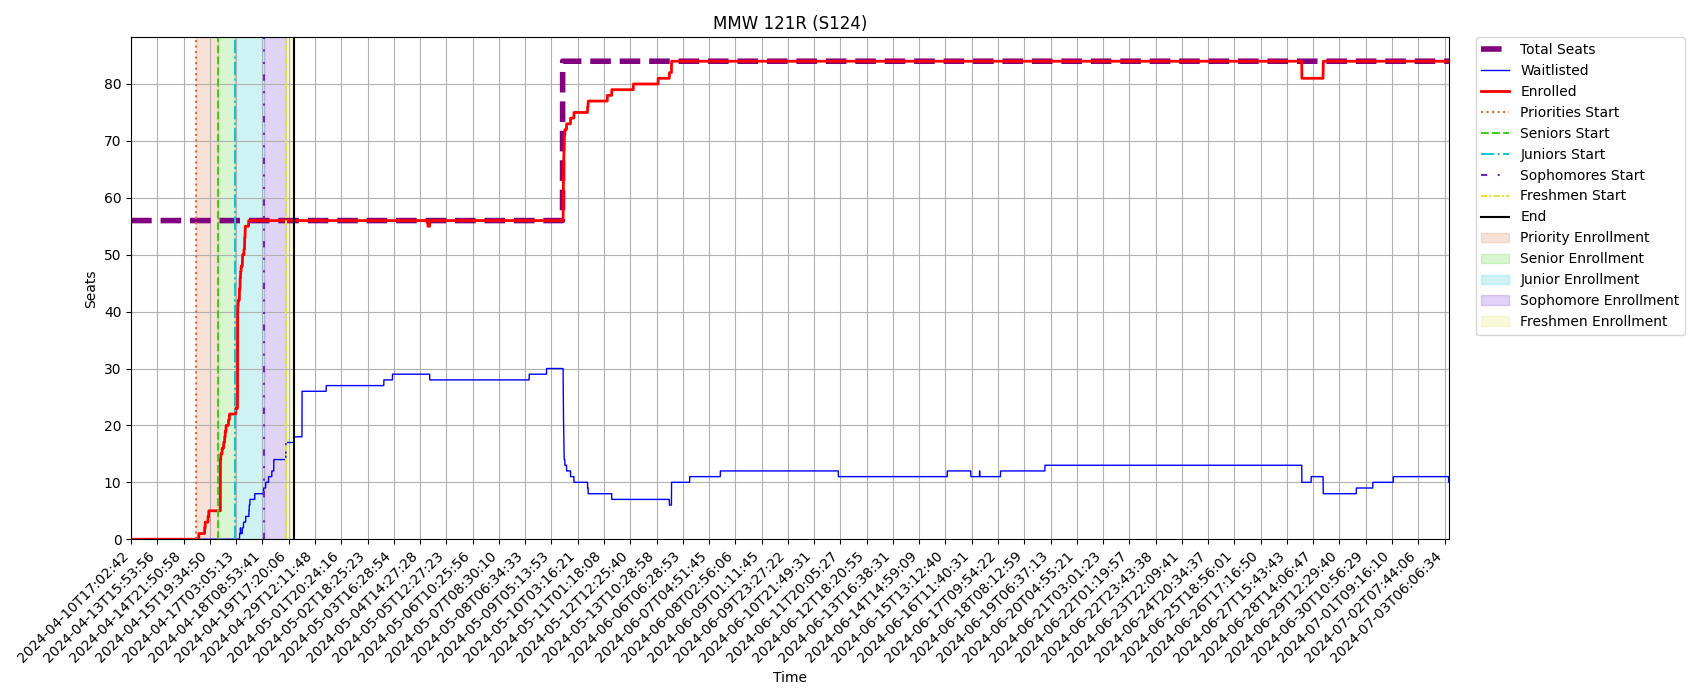 MMW 121R (S124)
Seats
80
70
60
50
40
30
20
10
0
2024-04-10T17:02:42
2024-04-13T15:53:56
2024-04-14T21:50:58
2024-04-15T19:34:50
2024-04-17T03:05:13
2024-04-18T08:53:41
2024-04-19T17:20:06
2024-04-29T12:11:48
2024-05-01T20:24:16
2024-05-02T18:25:23
2024-05-03T16:28:54
2024-05-04T14:27:28
2024-05-05T12:27:23
2024-05-06T10:25:56
2024-05-07T08:30:10
2024-05-08T06:34:33
2024-05-09T05:13:53
2024-05-10T03:16:21
2024-05-11T01:18:08
2024-05-12T12:25:40
2024-05-13T10:28:58
2024-06-06T06:28:53
2024-06-07T04:51:45
2024-06-08T02:56:06
2024-06-09T01:11:45
2024-06-09T23:27:22
2024-06-10T21:49:31
2024-06-11T20:05:27
2024-06-12T18:20:55
2024-06-13T16:38:31
2024-06-14T14:59:09
2024-06-15T13:12:40
2024-06-16T11:40:31
2024-06-17T09:54:22
2024-06-18T08:12:59
2024-06-19T06:37:13
2024-06-20T04:55:21
2024-06-21T03:01:23
2024-06-22T01:19:57
2024-06-22T23:43:38
2024-06-23T22:09:41
2024-06-24T20:34:37
2024-06-25T18:56:01
2024-06-26T17:16:50
2024-06-27T15:43:43
2024-06-28T14:06:47
2024-06-29T12:29:40
2024-06-30T10:56:29
2024-07-01T09:16:10
2024-07-02T07:44:06
2024-07-03T06:06:34
Time
Total Seats
Waitlisted
Enrolled
Priorities Start
Seniors Start
Juniors Start
Sophomores Start
Freshmen Start
End
Priority Enrollment
Senior Enrollment
Junior Enrollment
Sophomore Enrollment
Freshmen Enrollment